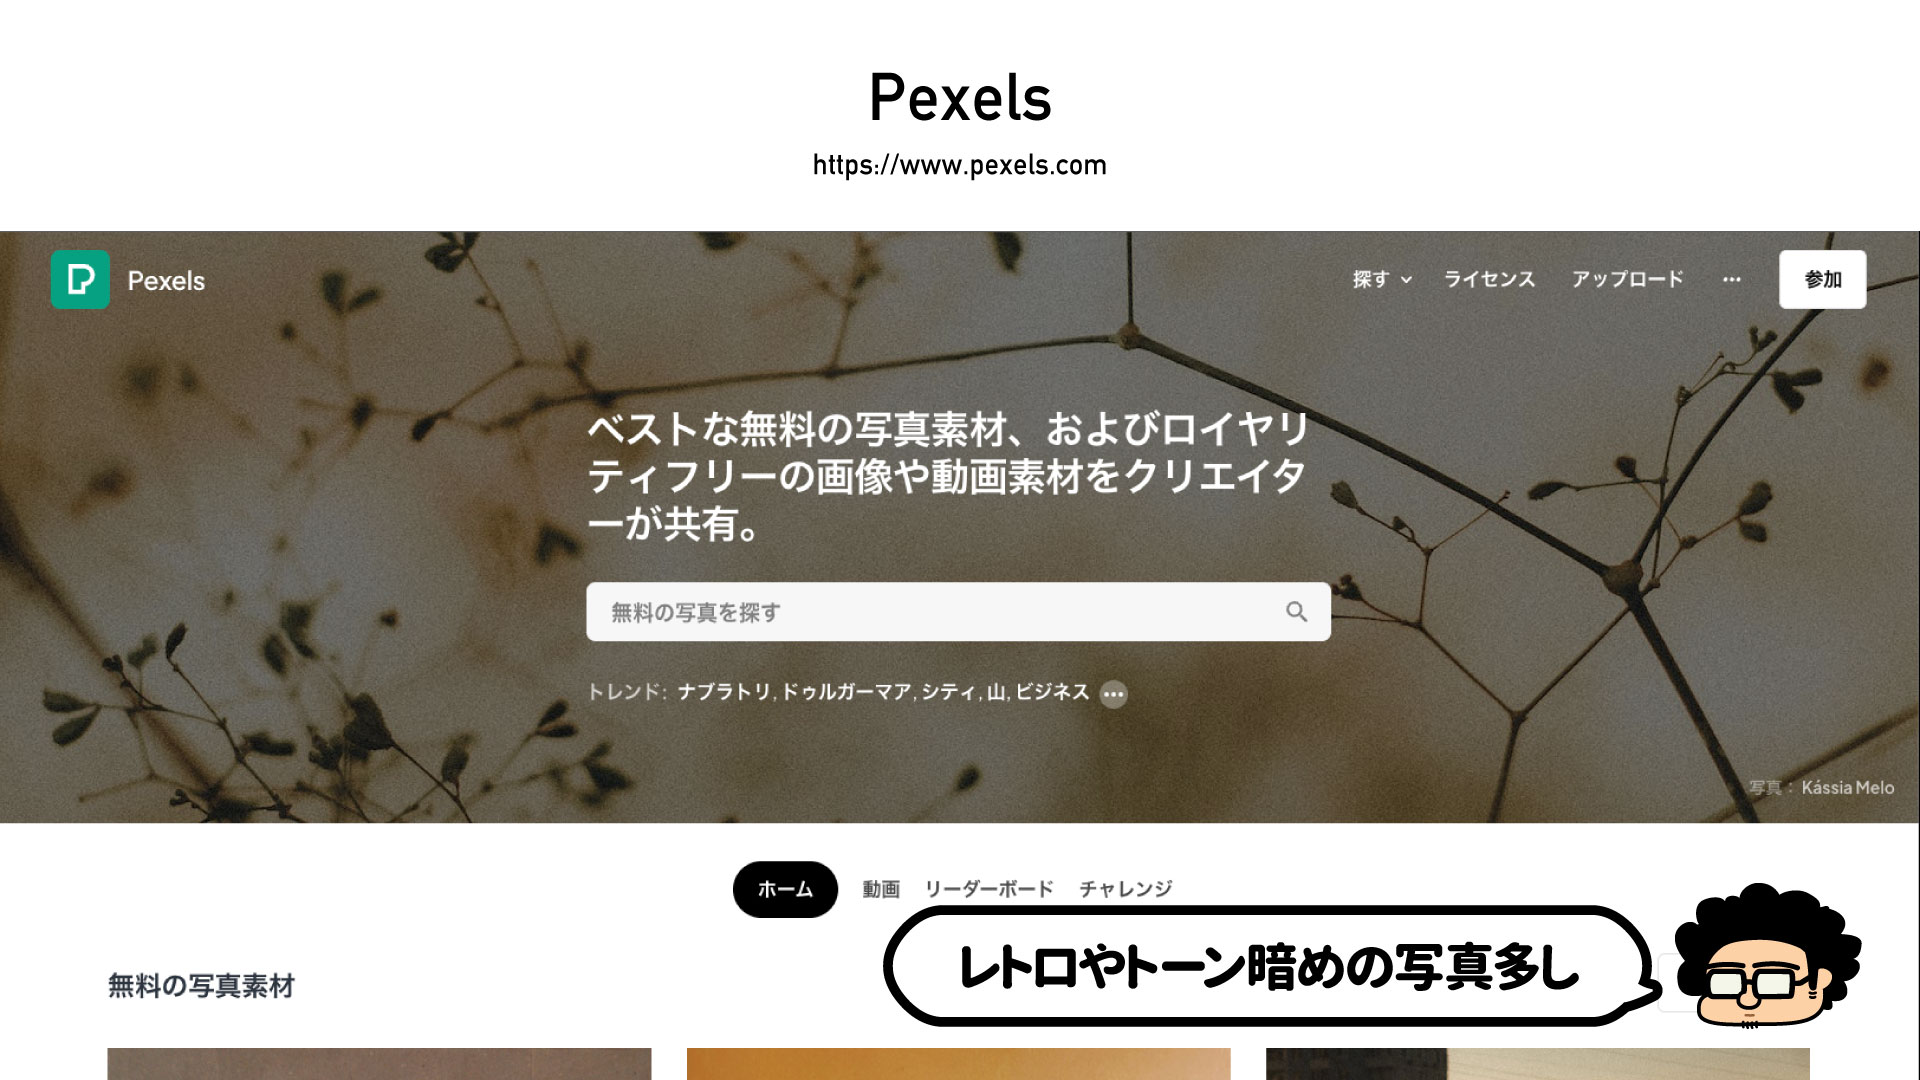 Pexels
https://www.pexels.com
Pexels
探す ライセンス アップロード ··· 参加
ベストな無料の写真素材、およびロイヤリ
ティフリーの画像や動画素材をクリエイタ
ーが共有。
無料の写真を探す
トレンド: ナブラトリ, ドゥルガーマア, シティ, 山, ビジネス ···
写真： Kássia Melo
ホーム 動画 リーダーボード チャレンジ
レトロやトーン暗めの写真多し
無料の写真素材